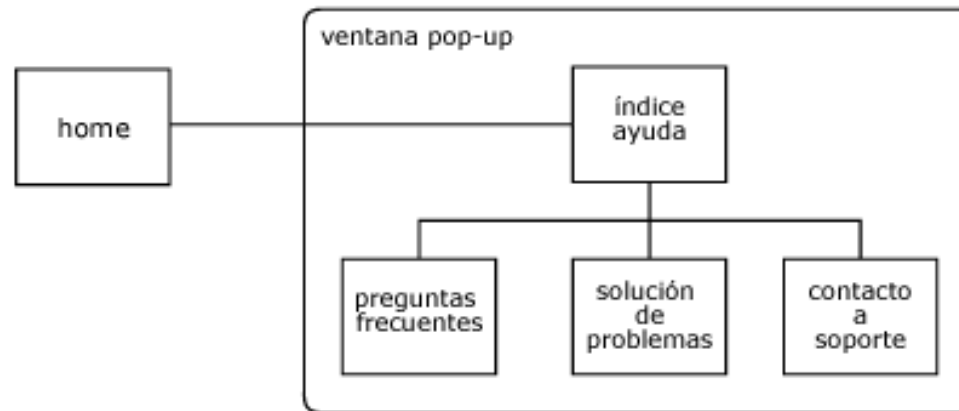 ventana pop-up
home
índice
ayuda
preguntas
frecuentes
solución
de
problemas
contacto
a
soporte